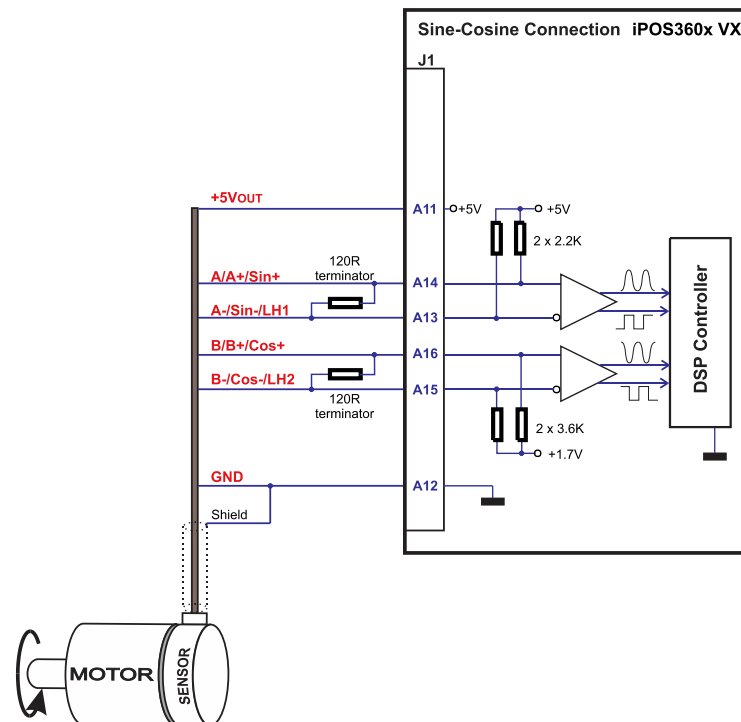 Sine-Cosine Connection iPOS360x VX
J1
+5VOUT
A11
+5V
+5V
2 x 2.2K
120R
terminator
A/A+/Sin+
A14
A-/Sin-/LH1
A13
B/B+/Cos+
A16
B-/Cos-/LH2
A15
120R
terminator
2 x 3.6K
+1.7V
DSP Controller
GND
A12
Shield
MOTOR
SENSOR